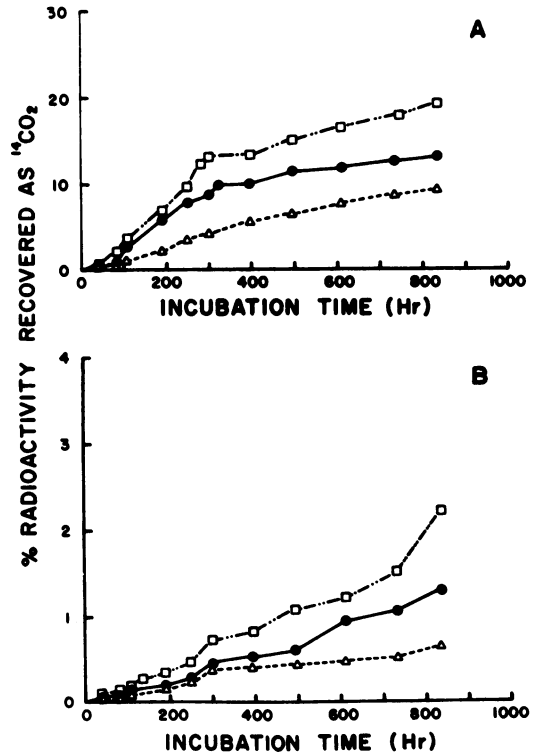 A
30
20
10
0
0 200 400 600 800 1000
INCUBATION TIME (Hr)
% RADIOACTIVITY RECOVERED AS ¹⁴CO₂
B
4
3
2
1
0
0 200 400 600 800 1000
INCUBATION TIME (Hr)